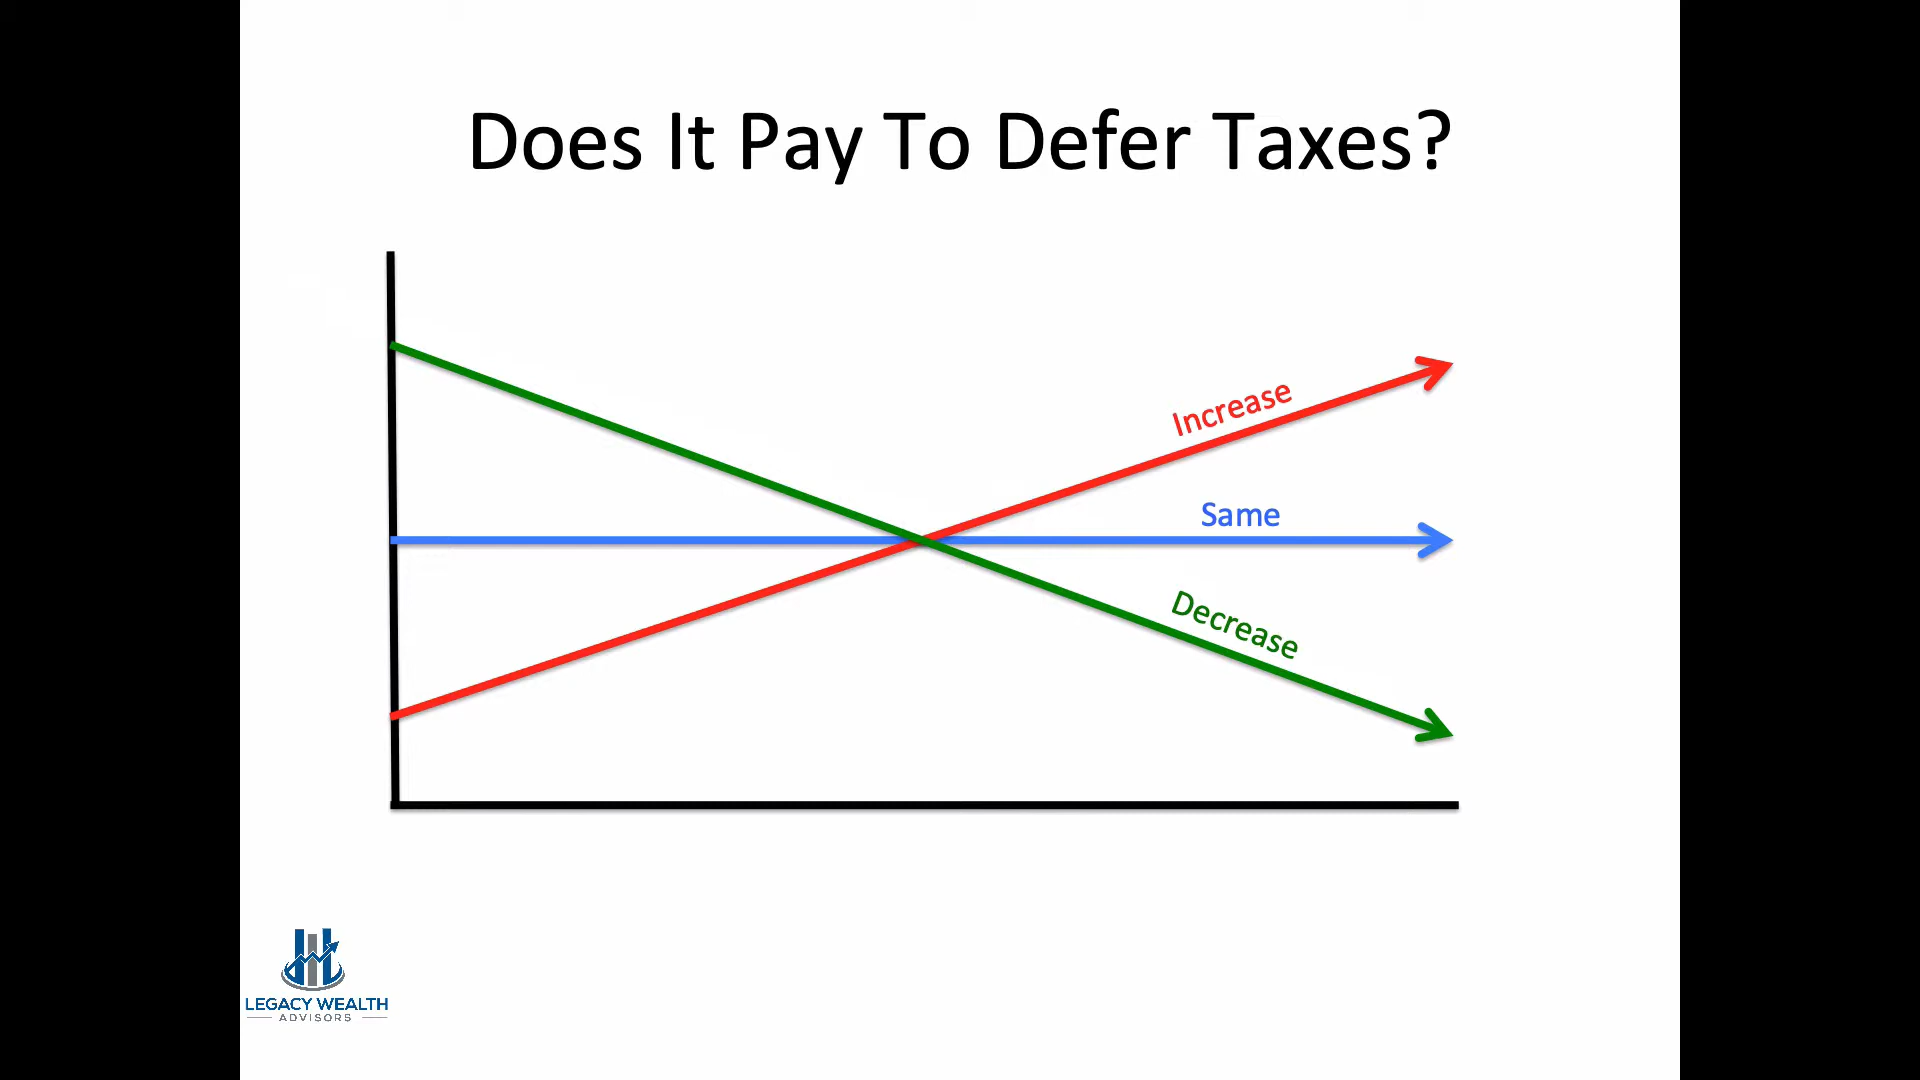 Does It Pay To Defer Taxes?
Increase
Same
Decrease
LEGACY WEALTH
ADVISORS